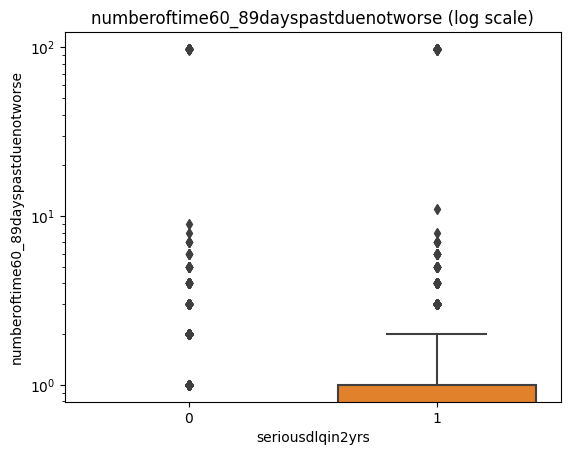 numberoftime60_89dayspastduenotworse (log scale)
numberoftime60_89dayspastduenotworse
10²
10¹
10⁰
0 1
seriousdlqin2yrs